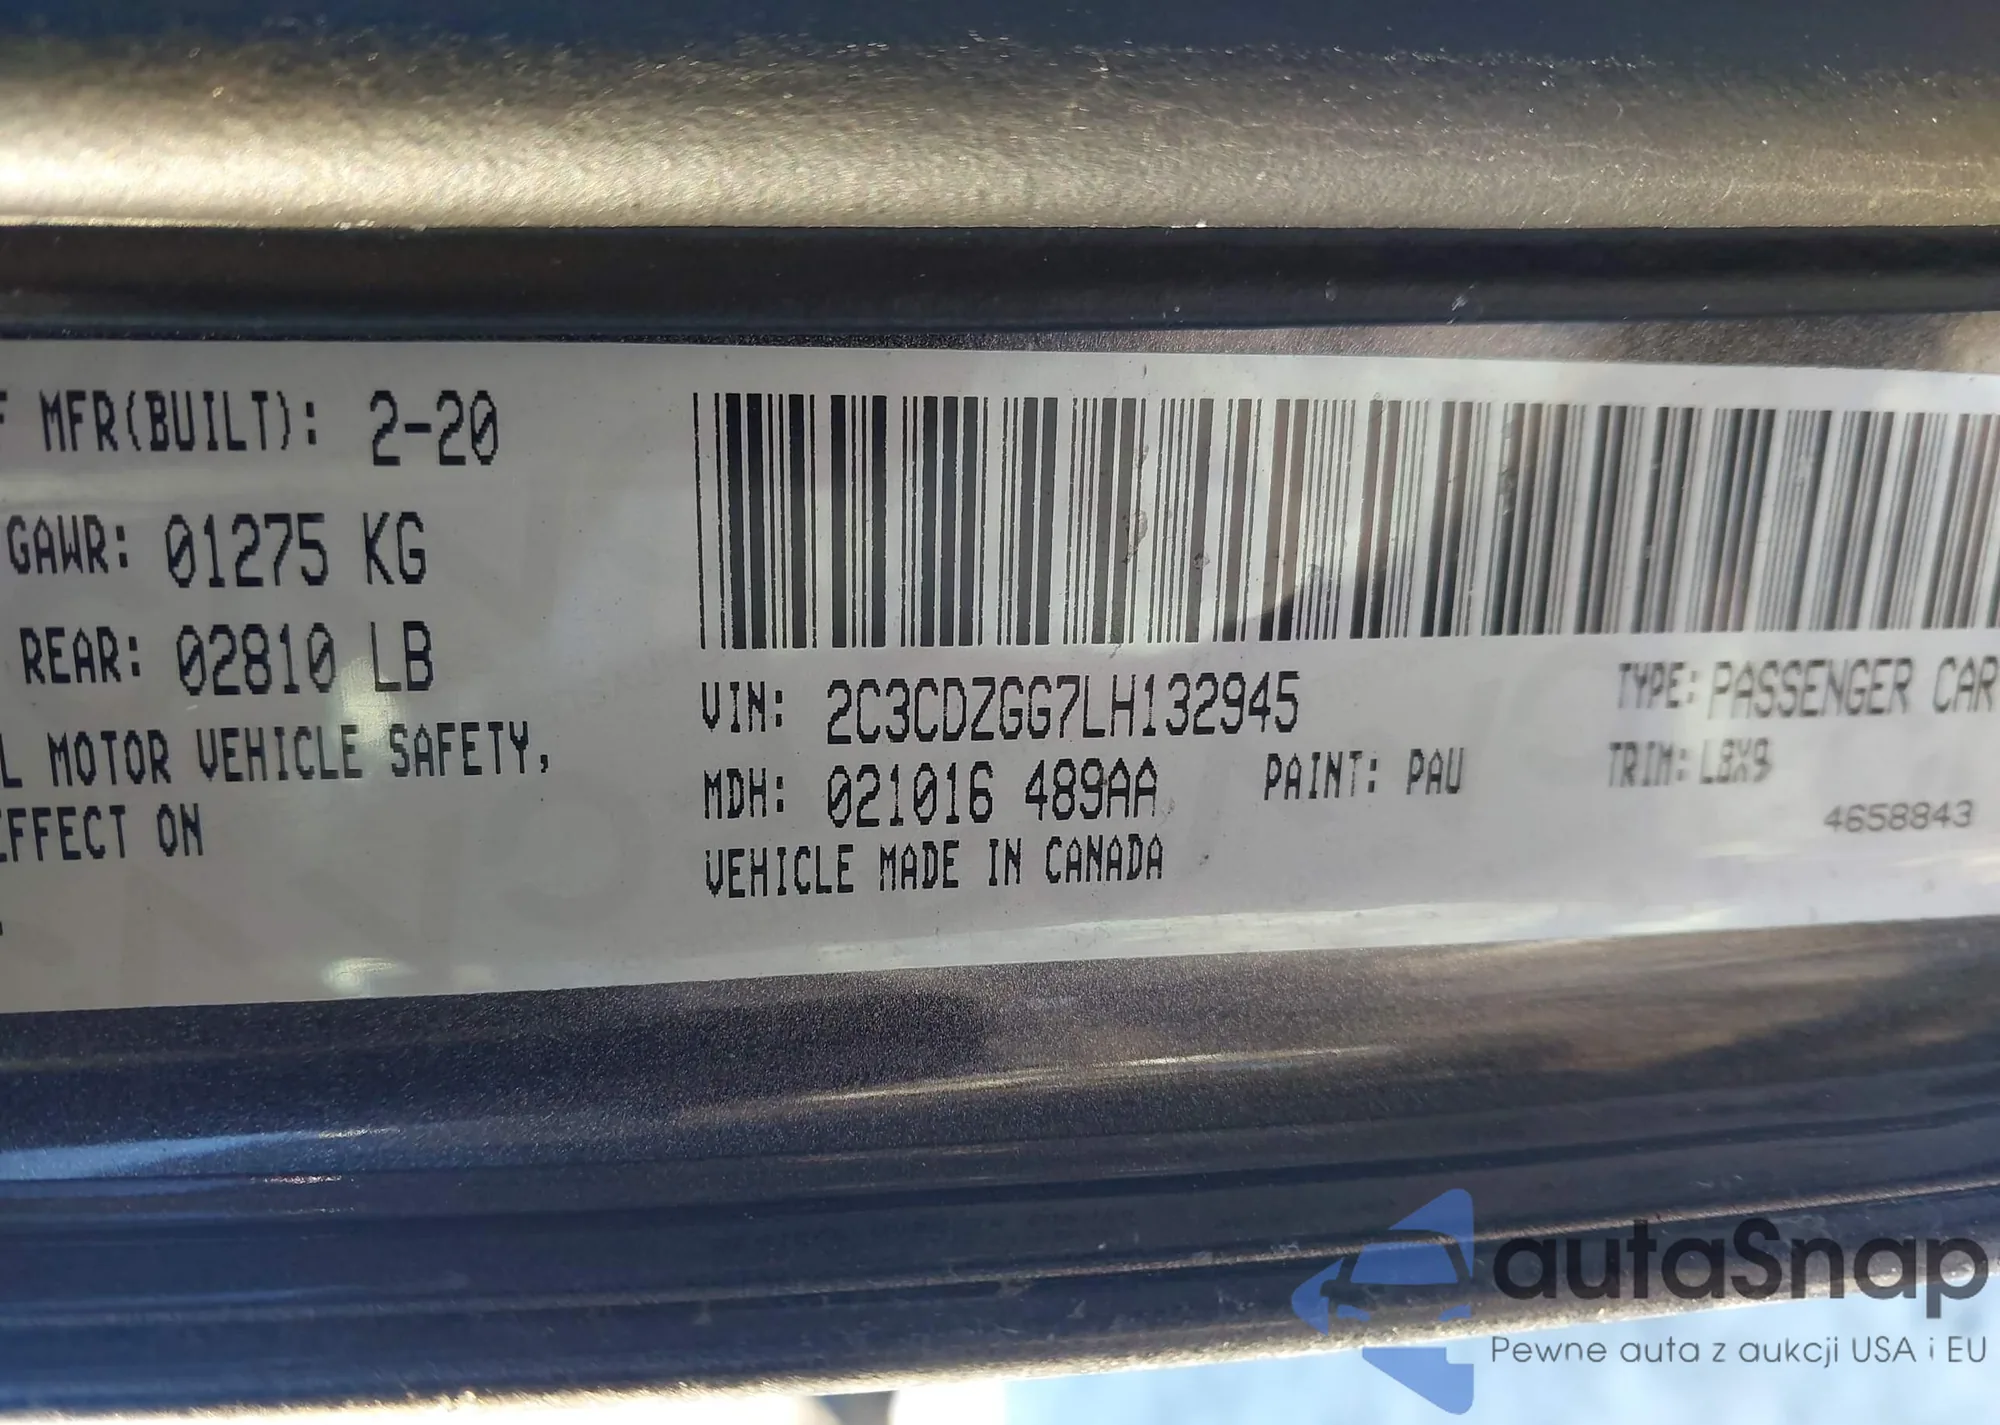 F MFR(BUILT): 2-20
GAWR: 01275 KG
REAR: 02810 LB
L MOTOR VEHICLE SAFETY,
EFFECT ON
VIN: 2C3CDZGG7LH132945
TYPE: PASSENGER CAR
MDH: 021016 489AA
PAINT: PAU
TRIM: L8X9
VEHICLE MADE IN CANADA
4658843
autaSnap
Pewne auta z aukcji USA i EU